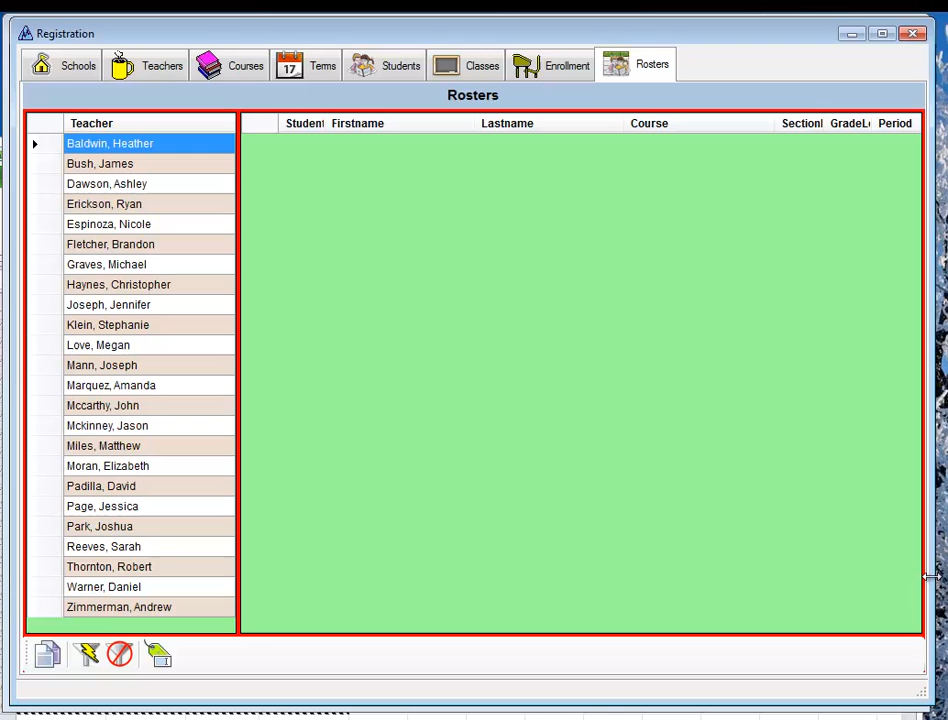 Registration
Schools Teachers Courses 17 Terms Students Classes Enrollment Rosters
Rosters
Teacher
Student Firstname Lastname Course SectionI GradeLe Period
Baldwin, Heather
Bush, James
Dawson, Ashley
Erickson, Ryan
Espinoza, Nicole
Fletcher, Brandon
Graves, Michael
Haynes, Christopher
Joseph, Jennifer
Klein, Stephanie
Love, Megan
Mann, Joseph
Marquez, Amanda
Mccarthy, John
Mckinney, Jason
Miles, Matthew
Moran, Elizabeth
Padilla, David
Page, Jessica
Park, Joshua
Reeves, Sarah
Thornton, Robert
Warner, Daniel
Zimmerman, Andrew